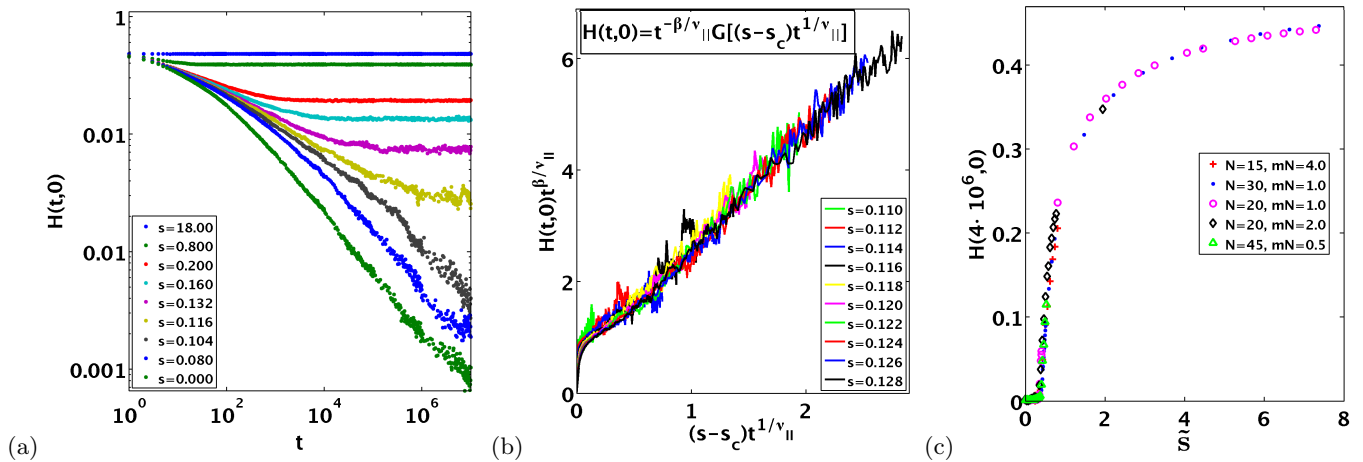 1
0.1
0.01
0.001
H(t,0)
s=18.00
s=0.800
s=0.200
s=0.160
s=0.132
s=0.116
s=0.104
s=0.080
s=0.000
10^0
10^2
10^4
10^6
t
(a)
H(t,0)=t^{-β/ν_{||}}G[(s-s_c)t^{1/ν_{||}}]
6
4
2
0
H(t,0)t^{β/ν_{||}}
s=0.110
s=0.112
s=0.114
s=0.116
s=0.118
s=0.120
s=0.122
s=0.124
s=0.126
s=0.128
0
1
2
(s-s_c)t^{1/ν_{||}}
(b)
0.4
0.3
0.2
0.1
0
H(4·10^6,0)
N=15, mN=4.0
N=30, mN=1.0
N=20, mN=1.0
N=20, mN=2.0
N=45, mN=0.5
0
2
4
6
8
s̃
(c)